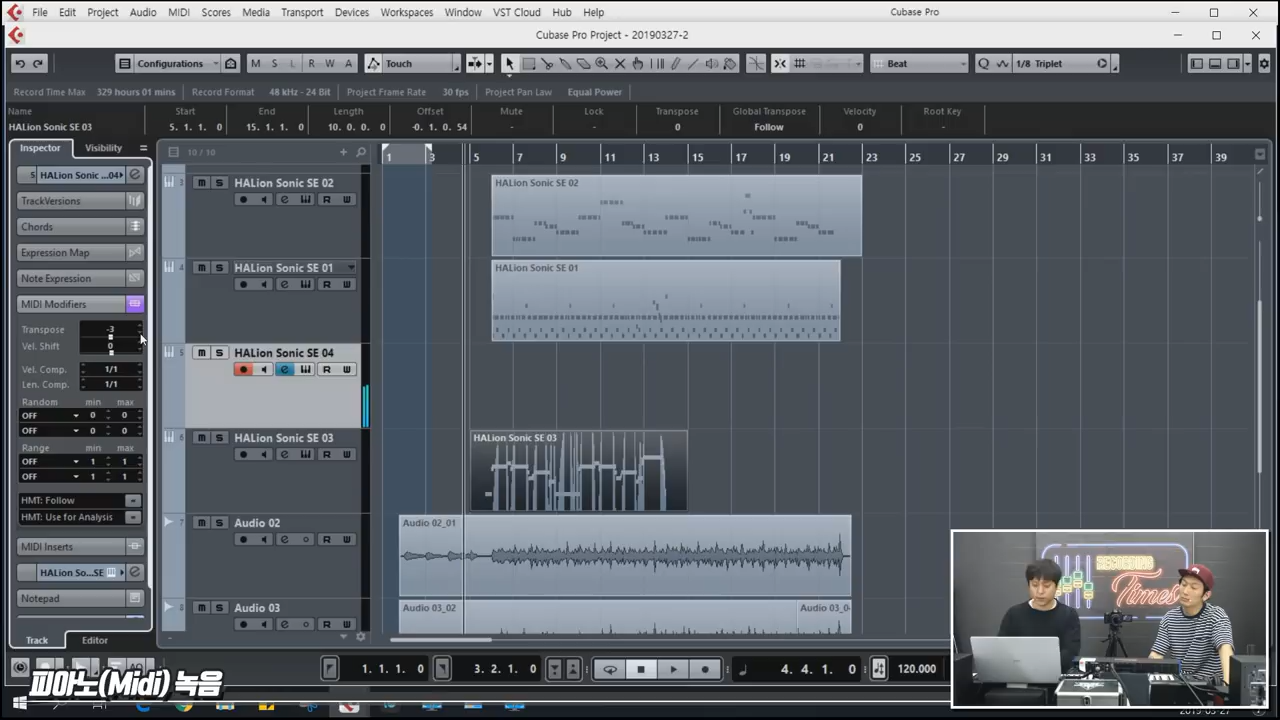 File Edit Project Audio MIDI Scores Media Transport Devices Workspaces Window VST Cloud Hub Help Cubase Pro
Cubase Pro Project - 20190327-2
Configurations M S L R W A Touch Beat Q 1/8 Triplet
Record Time Max 329 hours 01 mins Record Format 48 kHz - 24 Bit Project Frame Rate 30 fps Project Pan Law Equal Power
Name Start End Length Offset Mute Lock Transpose Global Transpose Velocity Root Key
HALion Sonic SE 03 5. 1. 1. 0 15. 1. 1. 0 10. 0. 0. 0 -0. 1. 0. 54 - - 0 Follow 0 -
Inspector Visibility 10 / 10 1 3 5 7 9 11 13 15 17 19 21 23 25 27 29 31 33 35 37 39
S HALion Sonic ...04
3 m S HALion Sonic SE 02 HALion Sonic SE 02
TrackVersions R W
Chords
Expression Map
4 m S HALion Sonic SE 01 HALion Sonic SE 01
Note Expression R W
MIDI Modifiers
Transpose -3
Vel. Shift 0
5 m S HALion Sonic SE 04
Vel. Comp. 1/1 R W
Len. Comp. 1/1
Random min max
OFF 0 0
OFF 0 0
6 m S HALion Sonic SE 03 HALion Sonic SE 03
Range min max R W
OFF 1 1
OFF 1 1
HMT: Follow
HMT: Use for Analysis
7 m S Audio 02 Audio 02_01
R W
MIDI Inserts
HALion So...SE
Notepad
8 m S Audio 03 Audio 03_02 Audio 03_0
R W
Track Editor
1. 1. 1. 0 3. 2. 1. 0 4. 4. 1. 0 120.000
RECORDING
Times
피아노(Midi) 녹음
2019-03-27